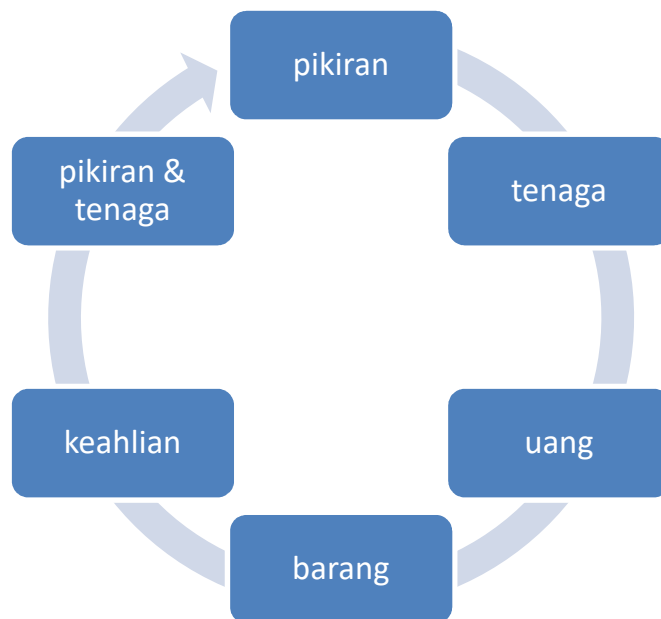 pikiran
tenaga
uang
barang
keahlian
pikiran &
tenaga